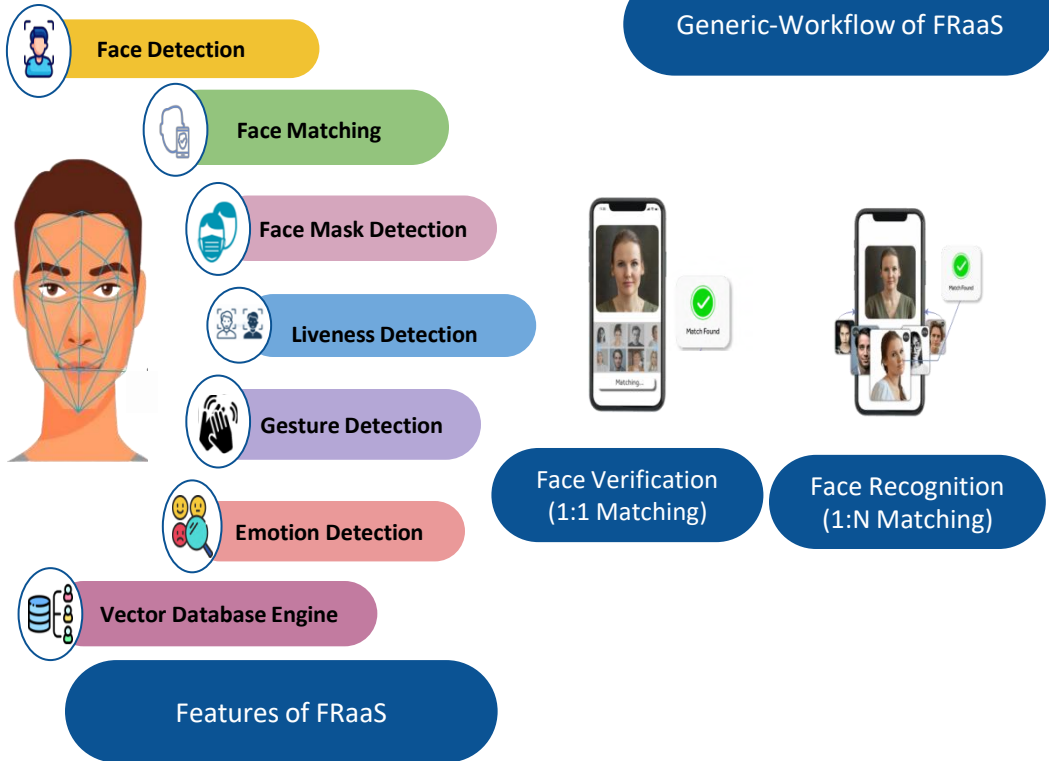 Generic-Workflow of FRaaS
Face Detection
Face Matching
Face Mask Detection
Liveness Detection
Gesture Detection
Emotion Detection
Vector Database Engine
Features of FRaaS
Matching...
Match Found
Face Verification
(1:1 Matching)
Match Found
Face Recognition
(1:N Matching)